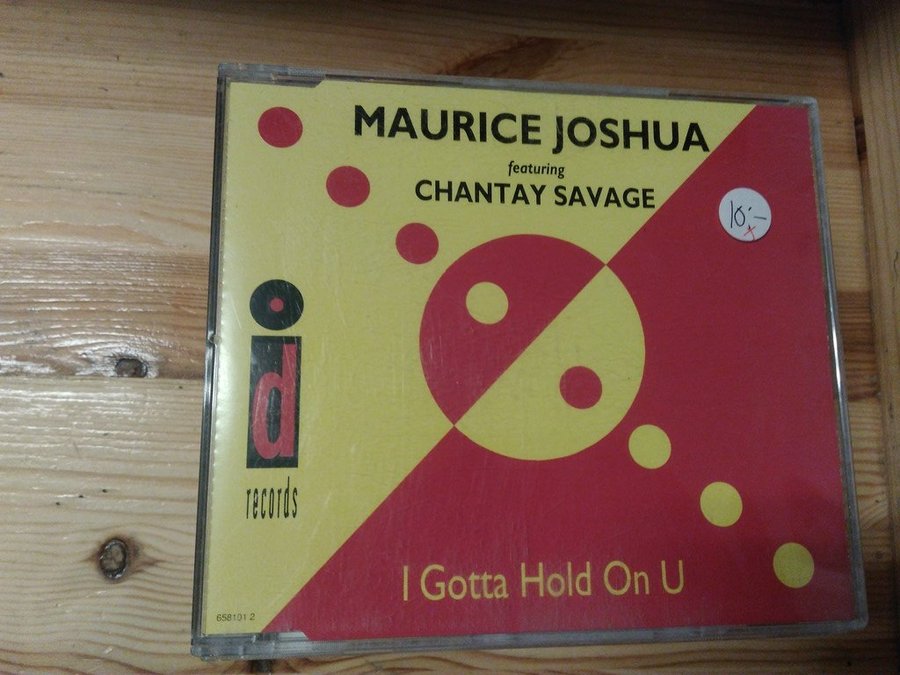 MAURICE JOSHUA
featuring
CHANTAY SAVAGE
10:-
id
records
I Gotta Hold On U
658101 2